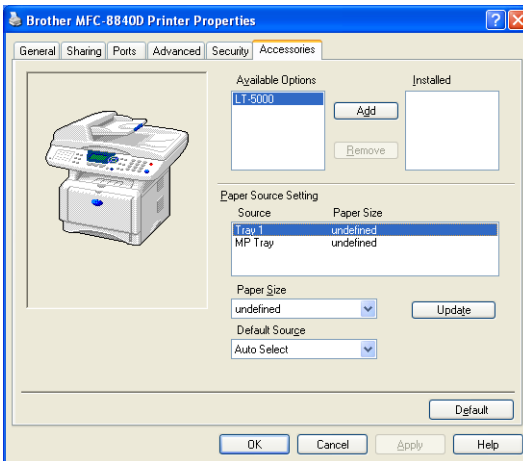 Brother MFC-8840D Printer Properties
General Sharing Ports Advanced Security Accessories
Available Options
Installed
LT-5000
Add
Remove
Paper Source Setting
Source Paper Size
Tray 1 undefined
MP Tray undefined
Paper Size
undefined
Update
Default Source
Auto Select
Default
OK Cancel Apply Help